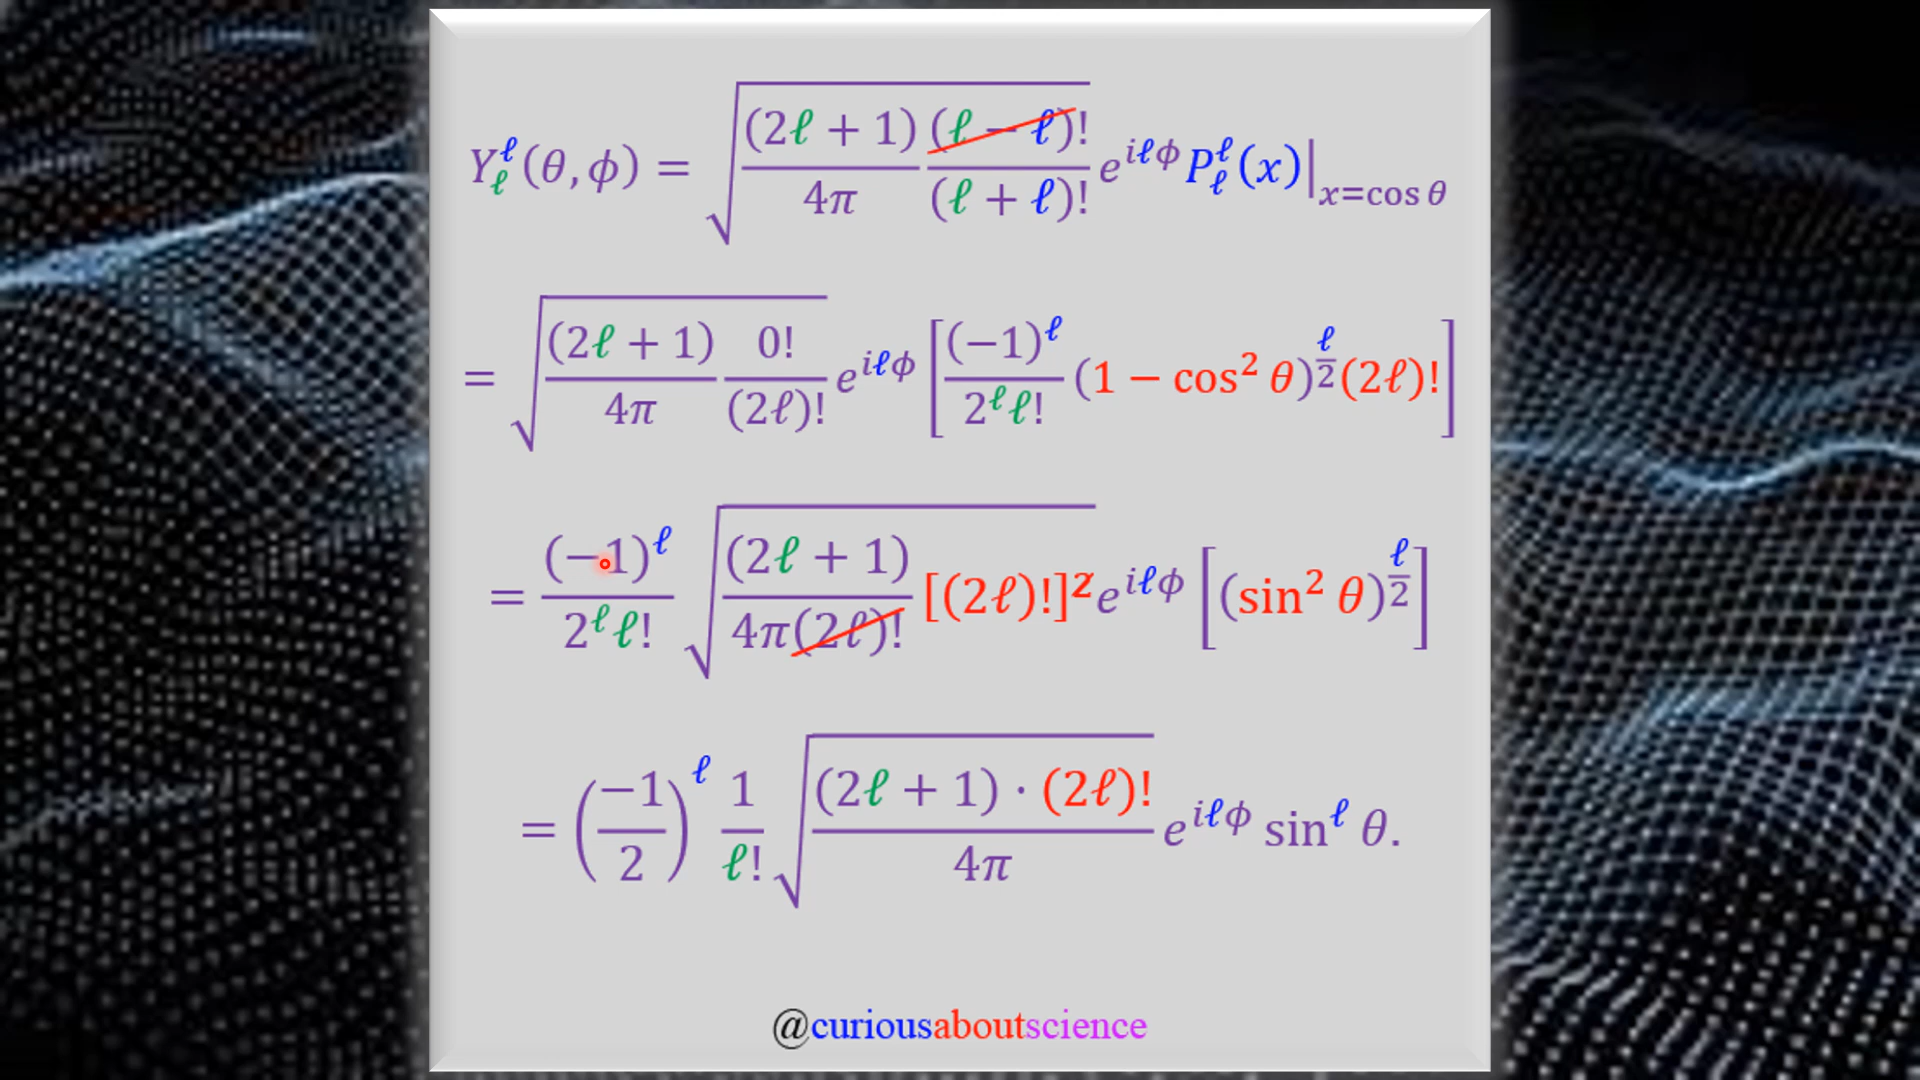 Y_ℓ^ℓ(θ,ϕ) = √((2ℓ + 1)/4π (ℓ − ℓ)!/(ℓ + ℓ)!) e^{iℓϕ} P_ℓ^ℓ(x)|_{x=cos θ}
= √((2ℓ + 1)/4π 0!/(2ℓ)!) e^{iℓϕ} [(−1)^ℓ/2^ℓ ℓ! (1 − cos² θ)^{ℓ/2} (2ℓ)!]
= (−1)^ℓ/2^ℓ ℓ! √((2ℓ + 1)/4π(2ℓ)! [(2ℓ)!]²) e^{iℓϕ} [(sin² θ)^{ℓ/2}]
= (−1/2)^ℓ 1/ℓ! √((2ℓ + 1) · (2ℓ)!/4π) e^{iℓϕ} sin^ℓ θ.
@curiousaboutscience